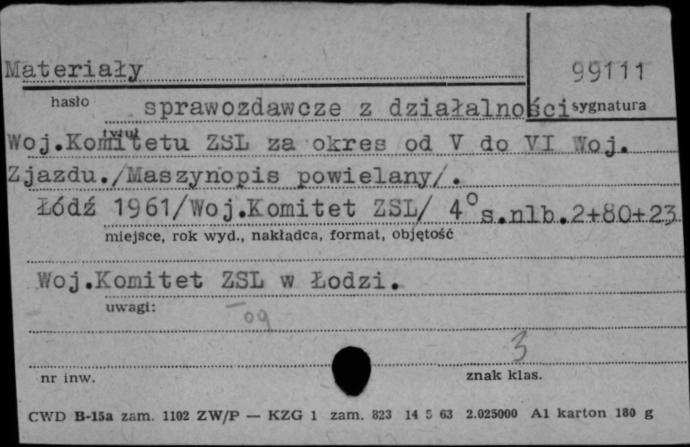 Materiały 99111
hasło sprawozdawcze z działalności sygnatura
Woj.Komitetu ZSL za okres od V do VI Woj.
tytuł
Zjazdu./Maszynopis powielany/.
Łódź 1961/Woj.Komitet ZSL/ 4° s.nlb.2+80+23
miejsce, rok wyd., nakładca, format, objętość
Woj.Komitet ZSL w Łodzi.
uwagi:
09
3
nr inw. znak klas.
CWD B-15a zam. 1102 ZW/P — KZG 1 zam. 823 14 5 63 2.025000 A1 karton 180 g